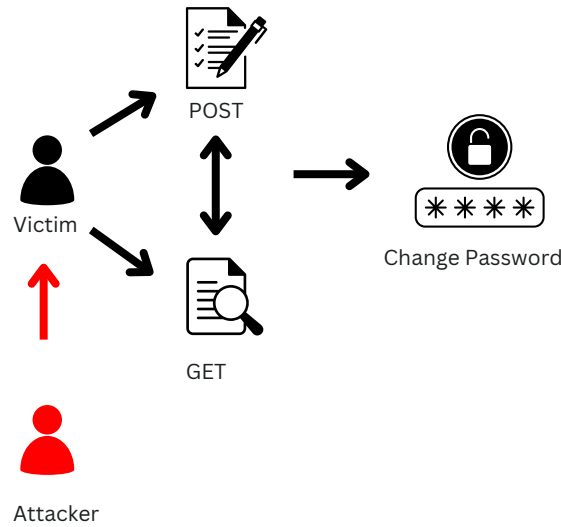 POST
Victim
****
Change Password
GET
Attacker